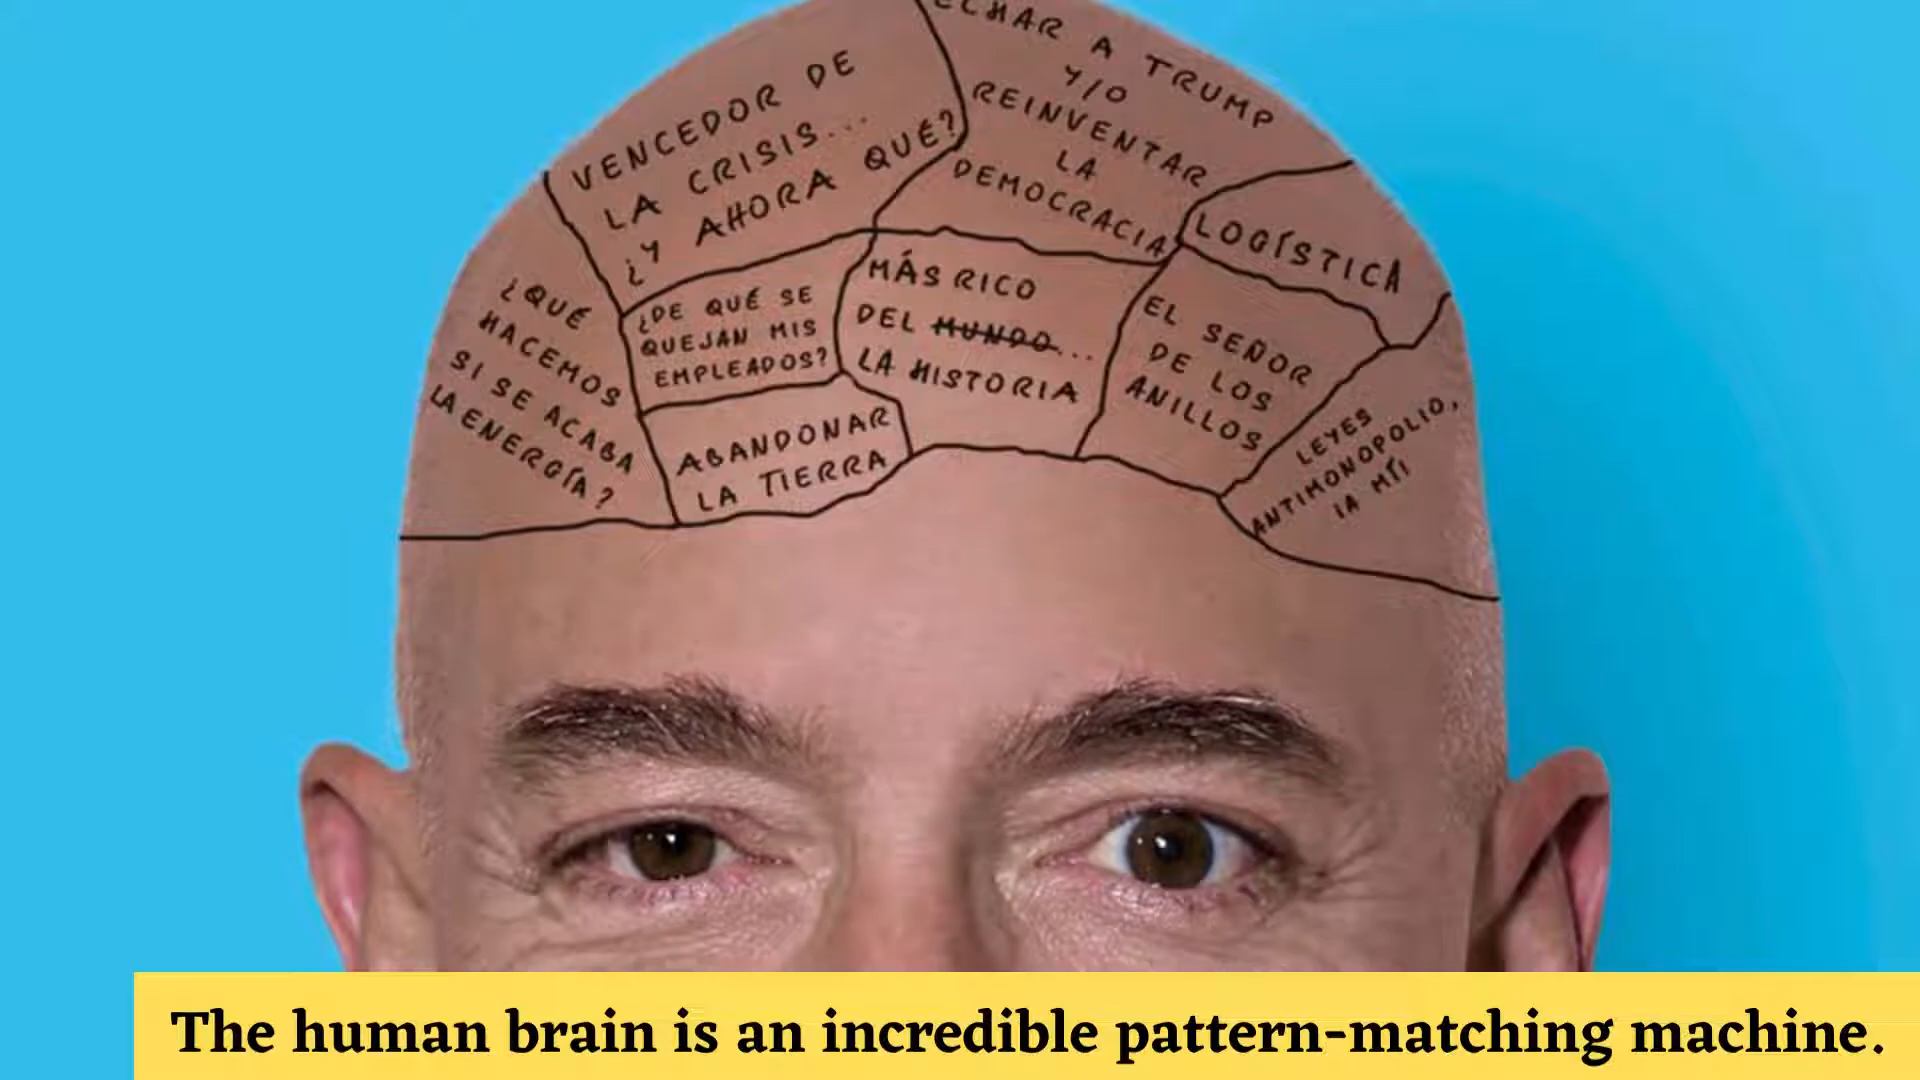 VENCEDOR DE
LA CRISIS...
¿Y AHORA QUÉ?
ECHAR A TRUMP
Y/O
REINVENTAR
LA
DEMOCRACIA
LOGÍSTICA
¿QUÉ
HACEMOS
SI SE ACABA
LA ENERGÍA?
¿DE QUÉ SE
QUEJAN MIS
EMPLEADOS?
MÁS RICO
DEL MUNDO...
LA HISTORIA
EL SEÑOR
DE LOS
ANILLOS
ABANDONAR
LA TIERRA
LEYES
ANTIMONOPOLIO,
¡A MÍ!
The human brain is an incredible pattern-matching machine.